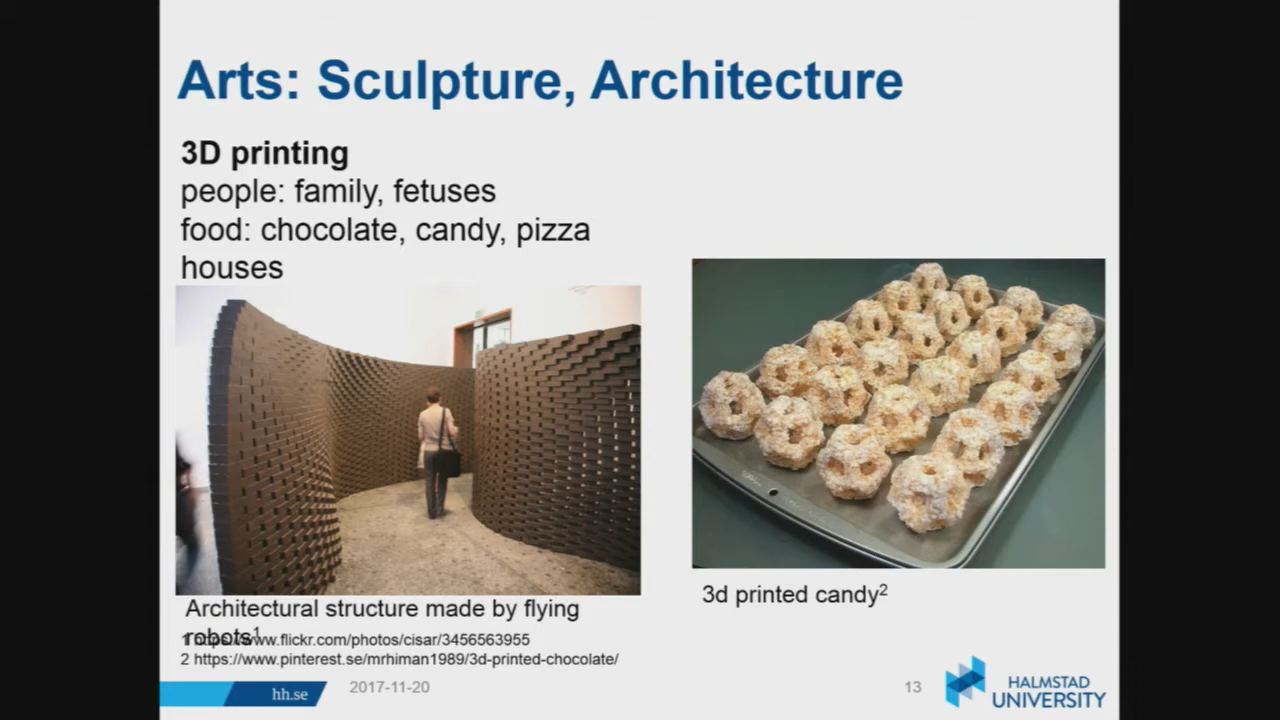 Arts: Sculpture, Architecture
3D printing
people: family, fetuses
food: chocolate, candy, pizza
houses
Architectural structure made by flying
robots1
3d printed candy2
1 https://www.flickr.com/photos/cisar/3456563955
2 https://www.pinterest.se/mrhiman1989/3d-printed-chocolate/
hh.se
2017-11-20
13
HALMSTAD
UNIVERSITY